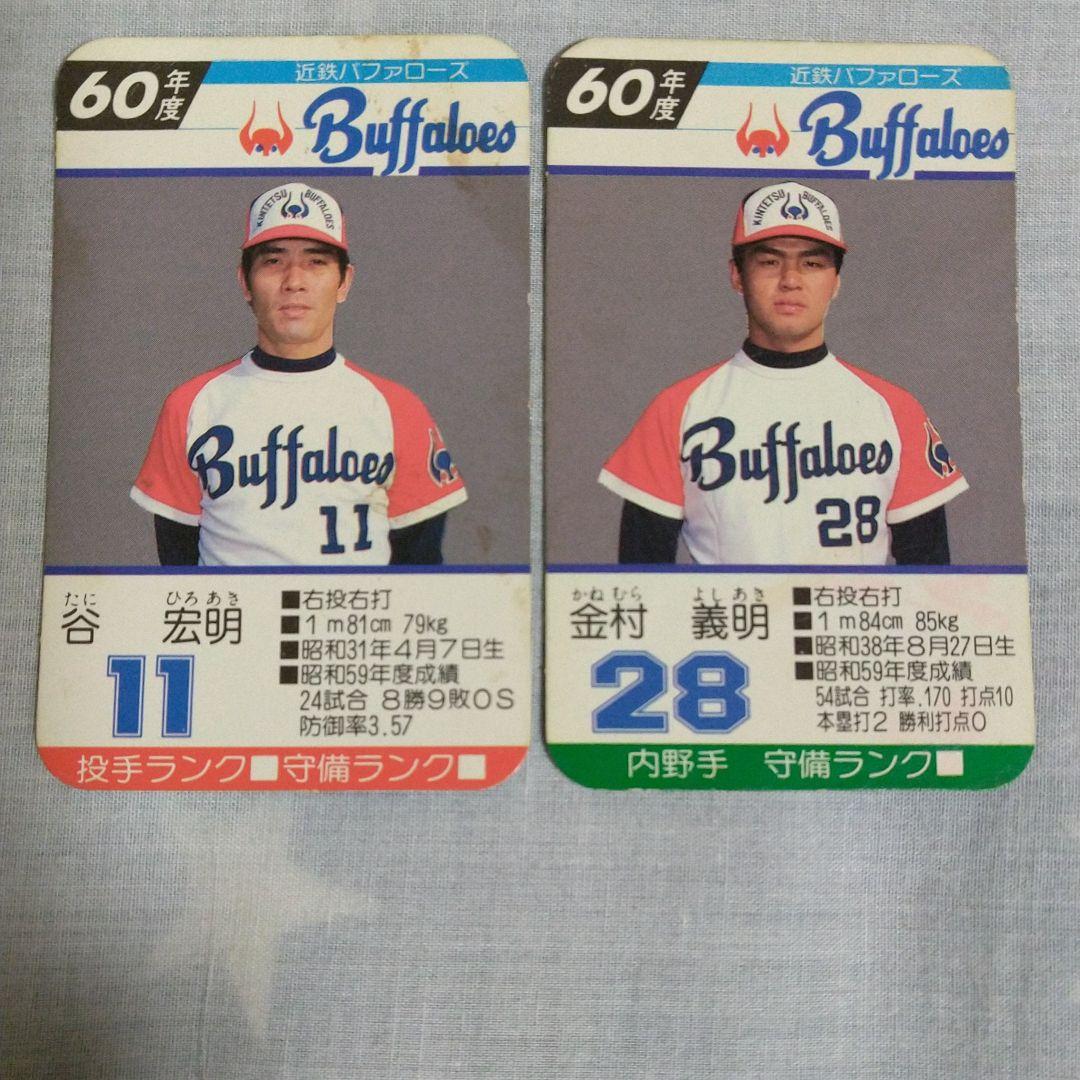 60年度
近鉄バファローズ
Buffaloes
KINTETSU BUFFALOES
Buffaloes
11
たに ひろあき
谷 宏明
11
■右投右打
■1m81cm 79kg
■昭和31年4月7日生
■昭和59年度成績
24試合 8勝9敗0S
防御率3.57
投手ランク□守備ランク□
60年度
近鉄バファローズ
Buffaloes
KINTETSU BUFFALOES
Buffaloes
28
かねむら よしあき
金村 義明
28
■右投右打
■1m84cm 85kg
■昭和38年8月27日生
■昭和59年度成績
54試合 打率.170 打点10
本塁打2 勝利打点0
内野手 守備ランク□